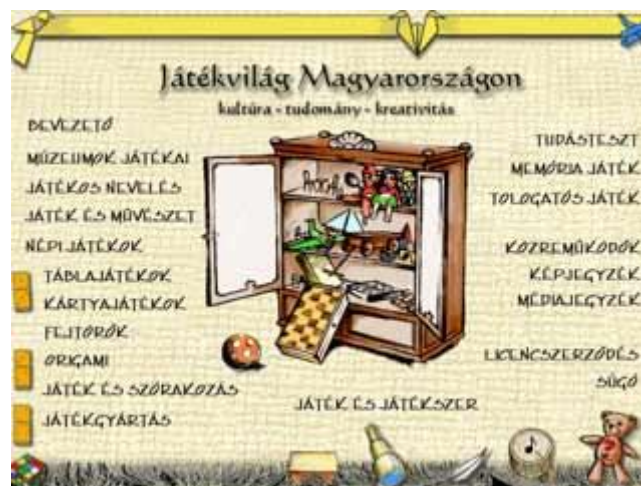 Játékvilág Magyarországon
kultúra - tudomány - kreativitás
BEVEZETŐ
MÚZEUMOK JÁTÉKAI
JÁTÉKOS NEVELÉS
JÁTÉK ÉS MŰVÉSZET
NÉPI JÁTÉKOK
TÁBLAJÁTÉKOK
KÁRTYAJÁTÉKOK
FEJTÖRŐK
ORIGAMI
JÁTÉK ÉS SZÓRAKOZÁS
JÁTÉKGYÁRTÁS
JÁTÉK ÉS JÁTÉKSZER
TUDÁSTESZT
MEMÓRIA JÁTÉK
TOLOGATÓS JÁTÉK
KÖZREMŰKÖDŐK
KÉPJEGYZÉK
MÉDIAJEGYZÉK
LICENCSZERZŐDÉS
SÚGÓ